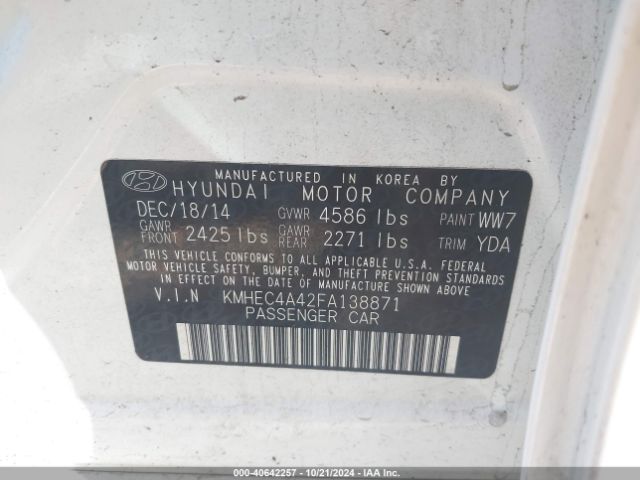 MANUFACTURED IN KOREA BY
HYUNDAI MOTOR COMPANY
DEC/18/14 GVWR 4586 lbs PAINT WW7
GAWR FRONT 2425 lbs GAWR REAR 2271 lbs TRIM YDA
THIS VEHICLE CONFORMS TO ALL APPLICABLE U.S.A. FEDERAL
MOTOR VEHICLE SAFETY, BUMPER, AND THEFT PREVENTION STANDARDS
IN EFFECT ON THE DATE OF MANUFACTURE SHOWN ABOVE.
V.I.N KMHEC4A42FA138871
PASSENGER CAR
000-40642257 - 10/21/2024 - IAA Inc.